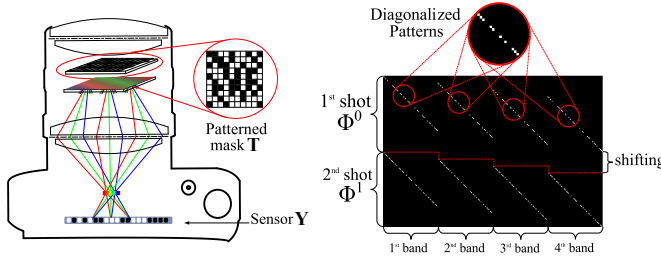 Patterned
mask T
Sensor Y
Diagonalized
Patterns
1st shot
Φ0
2nd shot
Φ1
shifting
1st band
2nd band
3rd band
4th band